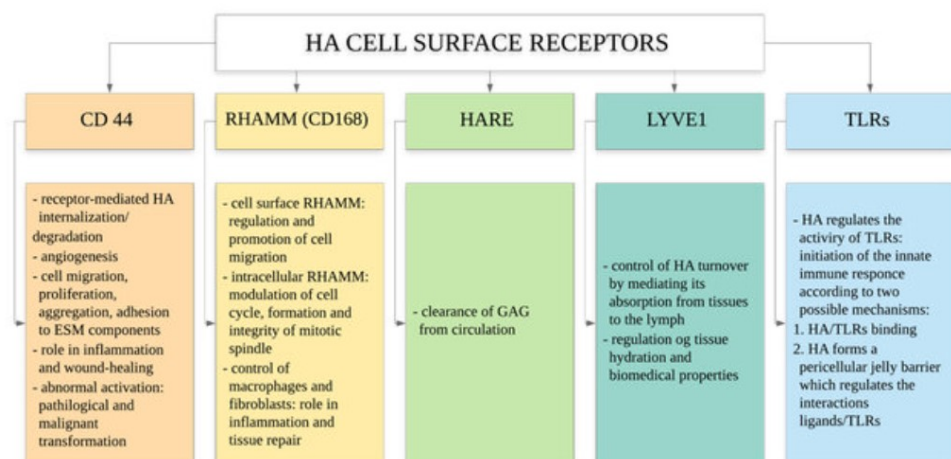 HA CELL SURFACE RECEPTORS
CD 44
RHAMM (CD168)
HARE
LYVE1
TLRs
- receptor-mediated HA
internalization/
degradation
- angiogenesis
- cell migration,
proliferation,
aggregation, adhesion
to ESM components
- role in inflammation
and wound-healing
- abnormal activation:
pathilogical and
malignant
transformation
- cell surface RHAMM:
regulation and
promotion of cell
migration
- intracellular RHAMM:
modulation of cell
cycle, formation and
integrity of mitotic
spindle
- control of
macrophages and
fibroblasts: role in
inflammation and
tissue repair
- clearance of GAG
from circulation
- control of HA turnover
by mediating its
absorption from tissues
to the lymph
- regulation og tissue
hydration and
biomedical properties
- HA regulates the
activiry of TLRs:
initiation of the innate
immune responce
according to two
possible mechanisms:
1. HA/TLRs binding
2. HA forms a
pericellular jelly barrier
which regulates the
interactions
ligands/TLRs